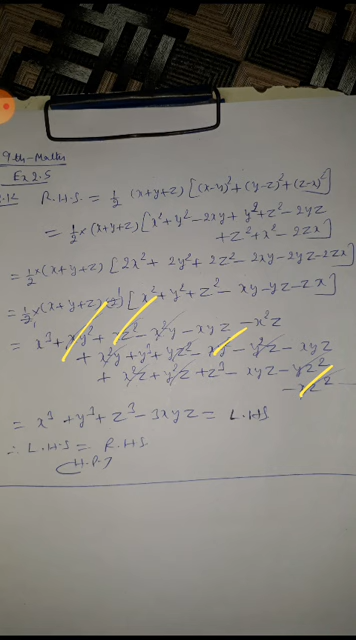 9th-Maths
Ex 2.5
R.H.S. = 1/2 (x+y+z) [(x-y)²+(y-z)²+(z-x)²]
= 1/2 × (x+y+z) [x²+y²-2xy+y²+z²-2yz
+z²+x²-2zx]
= 1/2 × (x+y+z) [2x²+2y²+2z²-2xy-2yz-2zx]
= 1/2 × (x+y+z) × 2 [x²+y²+z²-xy-yz-zx]
= x³+xy²+xz²-x²y-xyz-x²z
+ x²y+y³+yz²-xy²-y²z-xyz
+ x²z+y²z+z³-xyz-yz²
-xz²
= x³+y³+z³-3xyz = L.H.S
∴ L.H.S = R.H.S.
(H.P.)